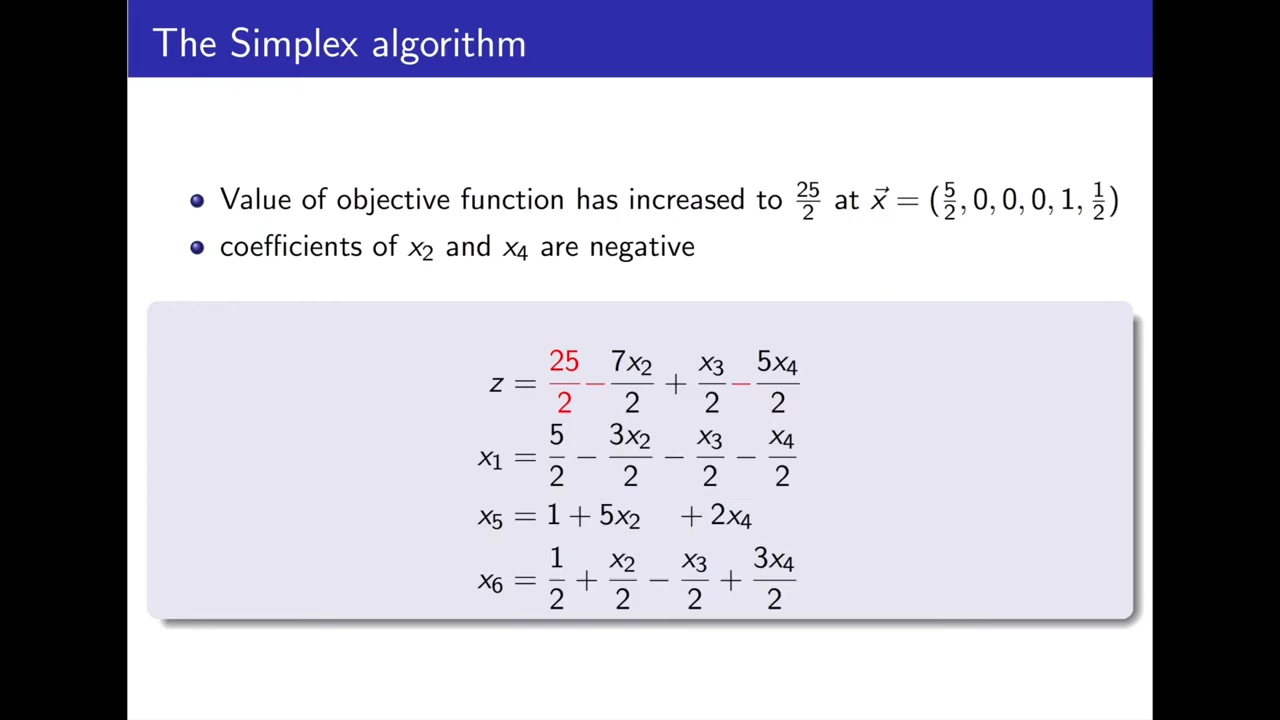 The Simplex algorithm
Value of objective function has increased to 25/2 at x⃗ = (5/2, 0, 0, 0, 1, 1/2)
coefficients of x₂ and x₄ are negative
z = 25/2 − 7x₂/2 + x₃/2 − 5x₄/2
x₁ = 5/2 − 3x₂/2 − x₃/2 − x₄/2
x₅ = 1 + 5x₂ + 2x₄
x₆ = 1/2 + x₂/2 − x₃/2 + 3x₄/2